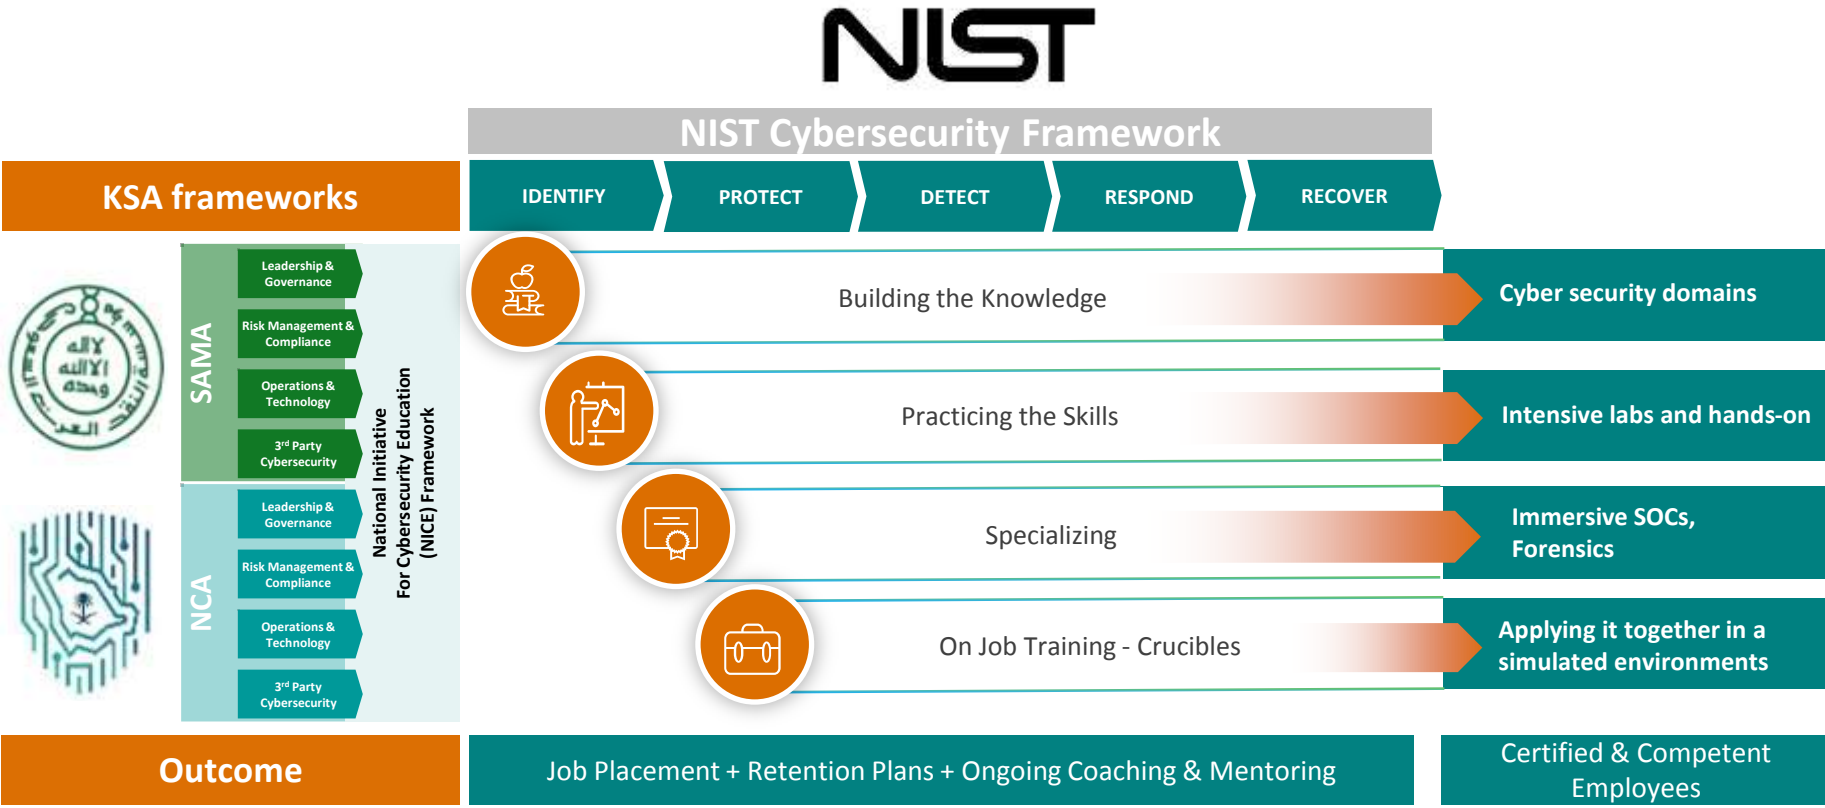 NIST
NIST Cybersecurity Framework
KSA frameworks
IDENTIFY
PROTECT
DETECT
RESPOND
RECOVER
SAMA
Leadership &
Governance
Risk Management &
Compliance
Operations &
Technology
3rd Party
Cybersecurity
NCA
Leadership &
Governance
Risk Management &
Compliance
Operations &
Technology
3rd Party
Cybersecurity
National Initiative
For Cybersecurity Education
(NICE) Framework
Building the Knowledge
Cyber security domains
Practicing the Skills
Intensive labs and hands-on
Specializing
Immersive SOCs,
Forensics
On Job Training - Crucibles
Applying it together in a
simulated environments
Outcome
Job Placement + Retention Plans + Ongoing Coaching & Mentoring
Certified & Competent
Employees